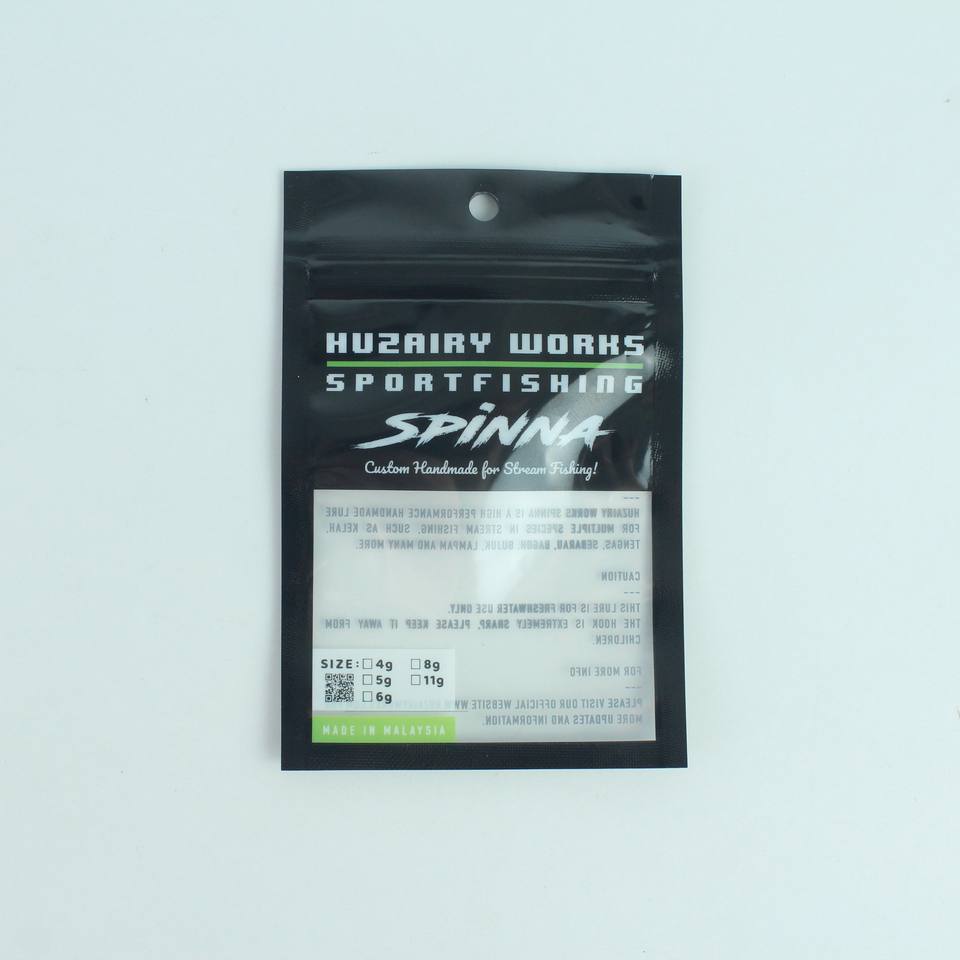 HUZAIRY WORKS
SPORTFISHING
SPINNA
Custom Handmade for Stream Fishing!
---
HUZAIRY WORKS SPINNA IS A HIGH PERFORMANCE HANDMADE LURE
FOR MULTIPLE SPECIES IN STREAM FISHING, SUCH AS KELAH,
TENGAS, SEBARAU, BAGOH, BUJUK, LAMPAM AND MANY MORE.
CAUTION
---
THIS LURE IS FOR FRESHWATER USE ONLY.
THE HOOK IS EXTREMELY SHARP, PLEASE KEEP IT AWAY FROM
CHILDREN.
FOR MORE INFO
---
PLEASE VISIT OUR OFFICIAL WEBSITE
MORE UPDATES AND INFORMATION.
SIZE: 4g 8g
5g 11g
6g
MADE IN MALAYSIA